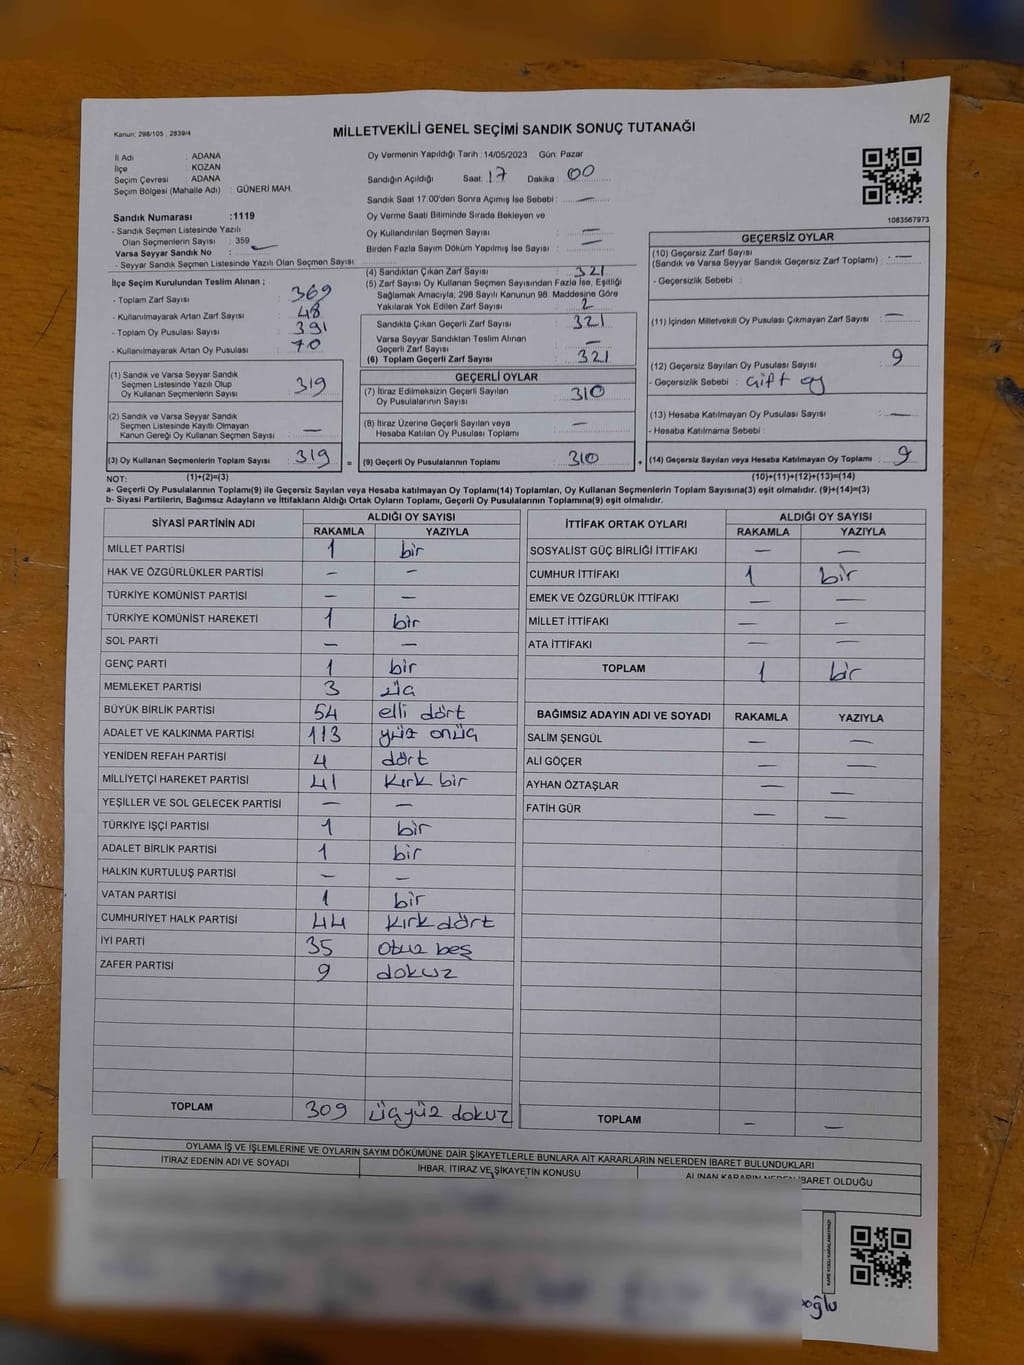 Kanun; 298/105 , 2839/4
MİLLETVEKİLİ GENEL SEÇİMİ SANDIK SONUÇ TUTANAĞI
M/2
İl Adı : ADANA
İlçe : KOZAN
Seçim Çevresi : ADANA
Seçim Bölgesi (Mahalle Adı) : GÜNERİ MAH.
Sandık Numarası :1119
- Sandık Seçmen Listesinde Yazılı
Olan Seçmenlerin Sayısı : 359
Varsa Seyyar Sandık No :
- Seyyar Sandık Seçmen Listesinde Yazılı Olan Seçmen Sayısı:
Oy Vermenin Yapıldığı Tarih :14/05/2023 Gün: Pazar
Sandığın Açıldığı Saat: 17 Dakika : 00
Sandık Saat 17.00'den Sonra Açımış İse Sebebi : —
Oy Verme Saati Bitiminde Sırada Bekleyen ve
Oy Kullandırılan Seçmen Sayısı : —
Birden Fazla Sayım Döküm Yapılmış İse Sayısı : —
1083567973
İlçe Seçim Kurulundan Teslim Alınan ;
- Toplam Zarf Sayısı : 369
- Kullanılmayarak Artan Zarf Sayısı : 48
- Toplam Oy Pusulası Sayısı : 391
- Kullanılmayarak Artan Oy Pusulası : 70
(4) Sandıktan Çıkan Zarf Sayısı : 321
(5) Zarf Sayısı Oy Kullanan Seçmen Sayısından Fazla İse, Eşitliği
Sağlamak Amacıyla; 298 Sayılı Kanunun 98. Maddesine Göre
Yakılarak Yok Edilen Zarf Sayısı : 2
Sandıkta Çıkan Geçerli Zarf Sayısı : 321
Varsa Seyyar Sandıktan Teslim Alınan
Geçerli Zarf Sayısı : —
(6) Toplam Geçerli Zarf Sayısı : 321
GEÇERSİZ OYLAR
(10) Geçersiz Zarf Sayısı
(Sandık ve Varsa Seyyar Sandık Geçersiz Zarf Toplamı) : —
- Geçersizlik Sebebi :
(11) İçinden Milletvekili Oy Pusulası Çıkmayan Zarf Sayısı : —
(12) Geçersiz Sayılan Oy Pusulası Sayısı : 9
- Geçersizlik Sebebi : Çift oy
(13) Hesaba Katılmayan Oy Pusulası Sayısı : —
- Hesaba Katılmama Sebebi :
(14) Geçersiz Sayılan veya Hesaba Katılmayan Oy Toplamı : 9
(1) Sandık ve Varsa Seyyar Sandık
Seçmen Listesinde Yazılı Olup
Oy Kullanan Seçmenlerin Sayısı : 319
(2) Sandık ve Varsa Seyyar Sandık
Seçmen Listesinde Kayıtlı Olmayan
Kanun Gereği Oy Kullanan Seçmen Sayısı : —
(3) Oy Kullanan Seçmenlerin Toplam Sayısı : 319 =
GEÇERLİ OYLAR
(7) İtiraz Edilmeksizin Geçerli Sayılan
Oy Pusulalarının Sayısı : 310
(8) İtiraz Üzerine Geçerli Sayılan veya
Hesaba Katılan Oy Pusulası Toplamı : —
(9) Geçerli Oy Pusulalarının Toplamı : 310 +
NOT: (1)+(2)=(3) (10)+(11)+(12)+(13)=(14)
a- Geçerli Oy Pusulalarının Toplamı(9) ile Geçersiz Sayılan veya Hesaba katılmayan Oy Toplamı(14) Toplamları, Oy Kullanan Seçmenlerin Toplam Sayısına(3) eşit olmalıdır. (9)+(14)=(3)
b- Siyasi Partilerin, Bağımsız Adayların ve İttifakların Aldığı Ortak Oyların Toplamı, Geçerli Oy Pusulalarının Toplamına(9) eşit olmalıdır.
SİYASİ PARTİNİN ADI ALDIĞI OY SAYISI
RAKAMLA YAZIYLA
MİLLET PARTİSİ 1 bir
HAK VE ÖZGÜRLÜKLER PARTİSİ — —
TÜRKİYE KOMÜNİST PARTİSİ — —
TÜRKİYE KOMÜNİST HAREKETİ 1 bir
SOL PARTİ — —
GENÇ PARTİ 1 bir
MEMLEKET PARTİSİ 3 üç
BÜYÜK BİRLİK PARTİSİ 54 elli dört
ADALET VE KALKINMA PARTİSİ 113 yüz onüç
YENİDEN REFAH PARTİSİ 4 dört
MİLLİYETÇİ HAREKET PARTİSİ 41 kırk bir
YEŞİLLER VE SOL GELECEK PARTİSİ — —
TÜRKİYE İŞÇİ PARTİSİ 1 bir
ADALET BİRLİK PARTİSİ 1 bir
HALKIN KURTULUŞ PARTİSİ — —
VATAN PARTİSİ 1 bir
CUMHURİYET HALK PARTİSİ 44 kırk dört
İYİ PARTİ 35 otuz beş
ZAFER PARTİSİ 9 dokuz
TOPLAM 309 üçyüz dokuz
İTTİFAK ORTAK OYLARI ALDIĞI OY SAYISI
RAKAMLA YAZIYLA
SOSYALİST GÜÇ BİRLİĞİ İTTİFAKI — —
CUMHUR İTTİFAKI 1 bir
EMEK VE ÖZGÜRLÜK İTTİFAKI — —
MİLLET İTTİFAKI — —
ATA İTTİFAKI — —
TOPLAM 1 bir
BAĞIMSIZ ADAYIN ADI VE SOYADI RAKAMLA YAZIYLA
SALİM ŞENGÜL — —
ALİ GÖÇER — —
AYHAN ÖZTAŞLAR — —
FATİH GÜR — —
TOPLAM — —
OYLAMA İŞ VE İŞLEMLERİNE VE OYLARIN SAYIM DÖKÜMÜNE DAİR ŞİKAYETLERLE BUNLARA AİT KARARLARIN NELERDEN İBARET BULUNDUKLARI
İTİRAZ EDENİN ADI VE SOYADI İHBAR, İTİRAZ VE ŞİKAYETİN KONUSU ALINAN KARARIN NEDEN İBARET OLDUĞU
KARE KODU KARALAMAYINIZ!
oğlu